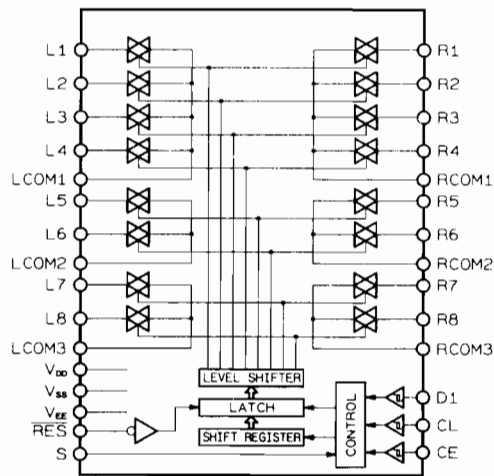 L1
R1
L2
R2
L3
R3
L4
R4
LCOM1
RCOM1
L5
R5
L6
R6
LCOM2
RCOM2
L7
R7
L8
R8
LCOM3
RCOM3
VDD
LEVEL SHIFTER
VSS
D1
VEE
LATCH
CONTROL
CL
RES
SHIFT REGISTER
S
CE